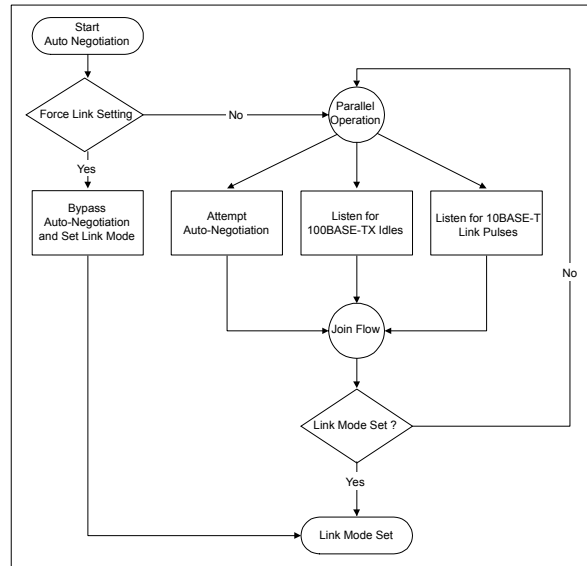 Start
Auto Negotiation
Force Link Setting
No
Parallel
Operation
Yes
Bypass
Auto-Negotiation
and Set Link Mode
Attempt
Auto-Negotiation
Listen for
100BASE-TX Idles
Listen for 10BASE-T
Link Pulses
No
Join Flow
Link Mode Set ?
Yes
Link Mode Set